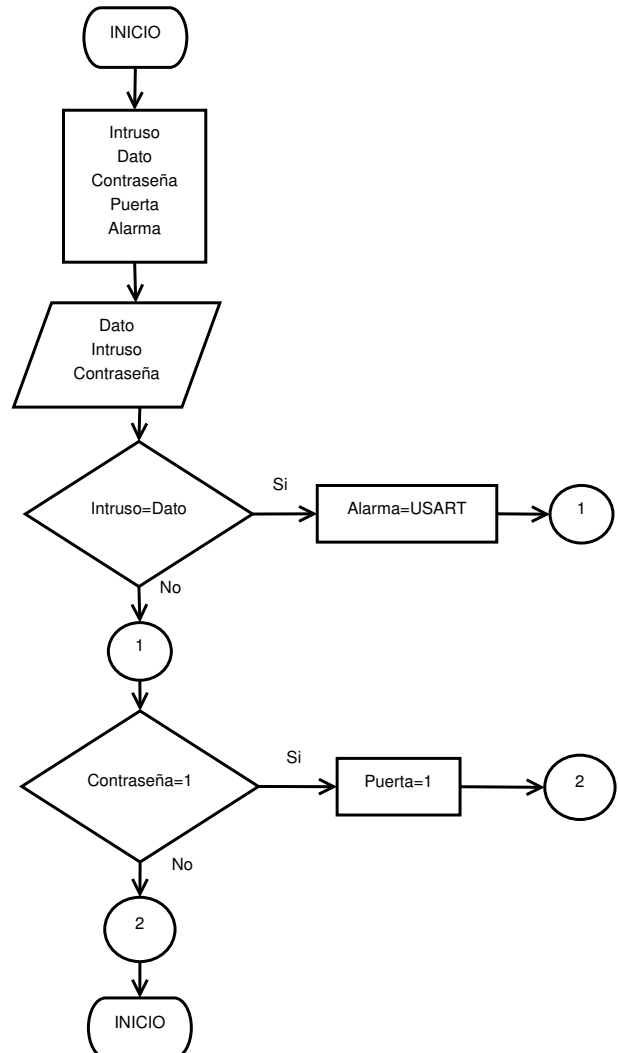 INICIO
Intruso
Dato
Contraseña
Puerta
Alarma
Dato
Intruso
Contraseña
Intruso=Dato
Si
Alarma=USART
1
No
1
Contraseña=1
Si
Puerta=1
2
No
2
INICIO